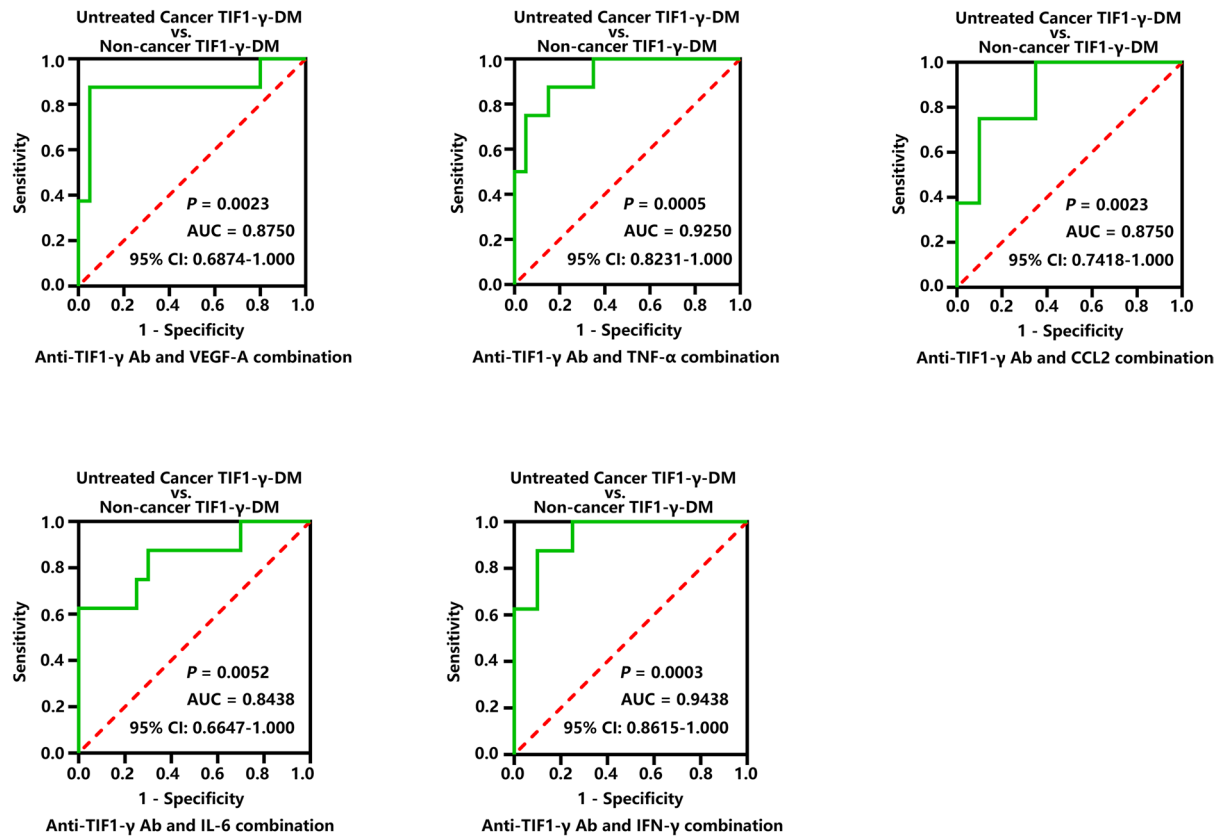 Untreated Cancer TIF1-γ-DM
vs.
Non-cancer TIF1-γ-DM
1.0
0.8
0.6
0.4
0.2
0.0
Sensitivity
P = 0.0023
AUC = 0.8750
95% CI: 0.6874-1.000
0.0 0.2 0.4 0.6 0.8 1.0
1 - Specificity
Anti-TIF1-γ Ab and VEGF-A combination
Untreated Cancer TIF1-γ-DM
vs.
Non-cancer TIF1-γ-DM
1.0
0.8
0.6
0.4
0.2
0.0
Sensitivity
P = 0.0005
AUC = 0.9250
95% CI: 0.8231-1.000
0.0 0.2 0.4 0.6 0.8 1.0
1 - Specificity
Anti-TIF1-γ Ab and TNF-α combination
Untreated Cancer TIF1-γ-DM
vs.
Non-cancer TIF1-γ-DM
1.0
0.8
0.6
0.4
0.2
0.0
Sensitivity
P = 0.0023
AUC = 0.8750
95% CI: 0.7418-1.000
0.0 0.2 0.4 0.6 0.8 1.0
1 - Specificity
Anti-TIF1-γ Ab and CCL2 combination
Untreated Cancer TIF1-γ-DM
vs.
Non-cancer TIF1-γ-DM
1.0
0.8
0.6
0.4
0.2
0.0
Sensitivity
P = 0.0052
AUC = 0.8438
95% CI: 0.6647-1.000
0.0 0.2 0.4 0.6 0.8 1.0
1 - Specificity
Anti-TIF1-γ Ab and IL-6 combination
Untreated Cancer TIF1-γ-DM
vs.
Non-cancer TIF1-γ-DM
1.0
0.8
0.6
0.4
0.2
0.0
Sensitivity
P = 0.0003
AUC = 0.9438
95% CI: 0.8615-1.000
0.0 0.2 0.4 0.6 0.8 1.0
1 - Specificity
Anti-TIF1-γ Ab and IFN-γ combination